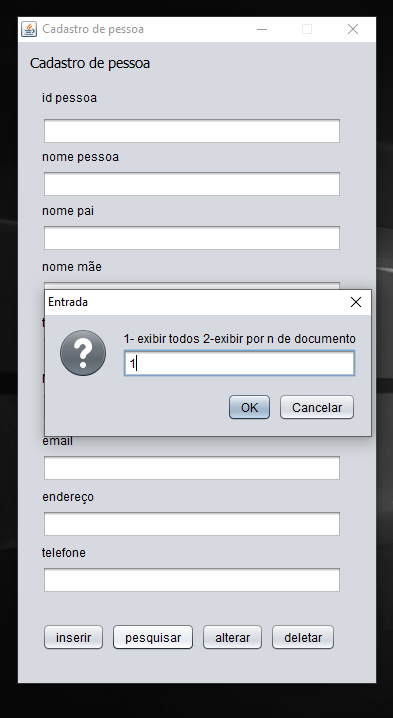 Cadastro de pessoa
Cadastro de pessoa
id pessoa
nome pessoa
nome pai
nome mãe
Entrada
1- exibir todos 2-exibir por n de documento
1
OK Cancelar
email
endereço
telefone
inserir pesquisar alterar deletar